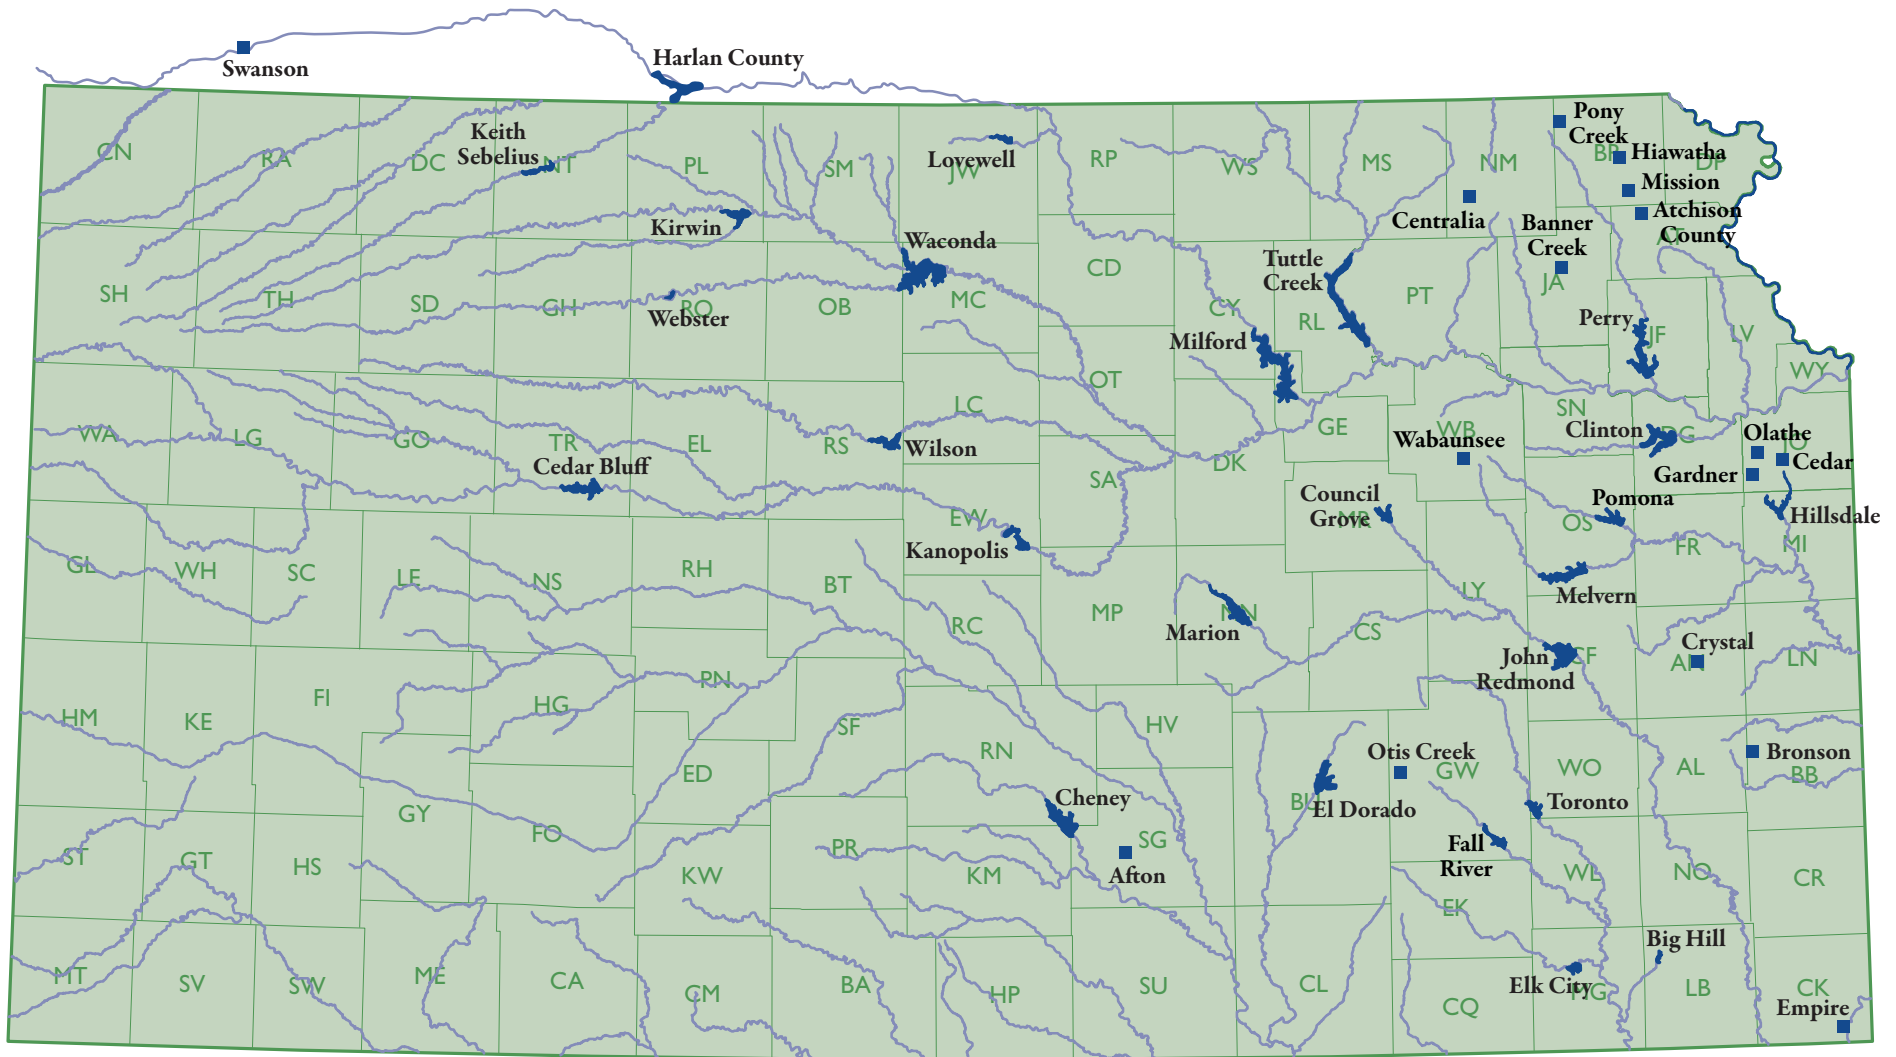 Swanson
Harlan County
Keith
Sebelius
Lovewell
Pony
Creek
Hiawatha
Mission
Atchison
County
Centralia
Banner
Creek
Kirwin
Waconda
Tuttle
Creek
Webster
Milford
Perry
Wilson
Cedar Bluff
Wabaunsee
Clinton
Olathe
Cedar
Gardner
Council
Grove
Pomona
Hillsdale
Kanopolis
Melvern
Marion
John
Redmond
Crystal
Otis Creek
Bronson
Cheney
El Dorado
Toronto
Afton
Fall
River
Big Hill
Elk City
Empire
CN
RA
DC
NT
PL
SM
JW
RP
WS
MS
NM
BR
DP
AT
SH
TH
SD
GH
RO
OB
MC
CD
CY
RL
PT
JA
JF
LV
WY
OT
WA
LG
GO
TR
EL
RS
LC
SA
DK
GE
WB
SN
DG
JO
EW
MR
OS
FR
MI
GL
WH
SC
LE
NS
RH
BT
RC
MP
MN
CS
LY
CF
AN
LN
HM
KE
FI
HG
PN
SF
HV
RN
ED
GY
FO
BU
GW
WO
AL
BB
ST
GT
HS
KW
PR
KM
SG
EK
WL
NO
CR
MT
SV
SW
ME
CA
CM
BA
HP
SU
CL
CQ
MG
LB
CK